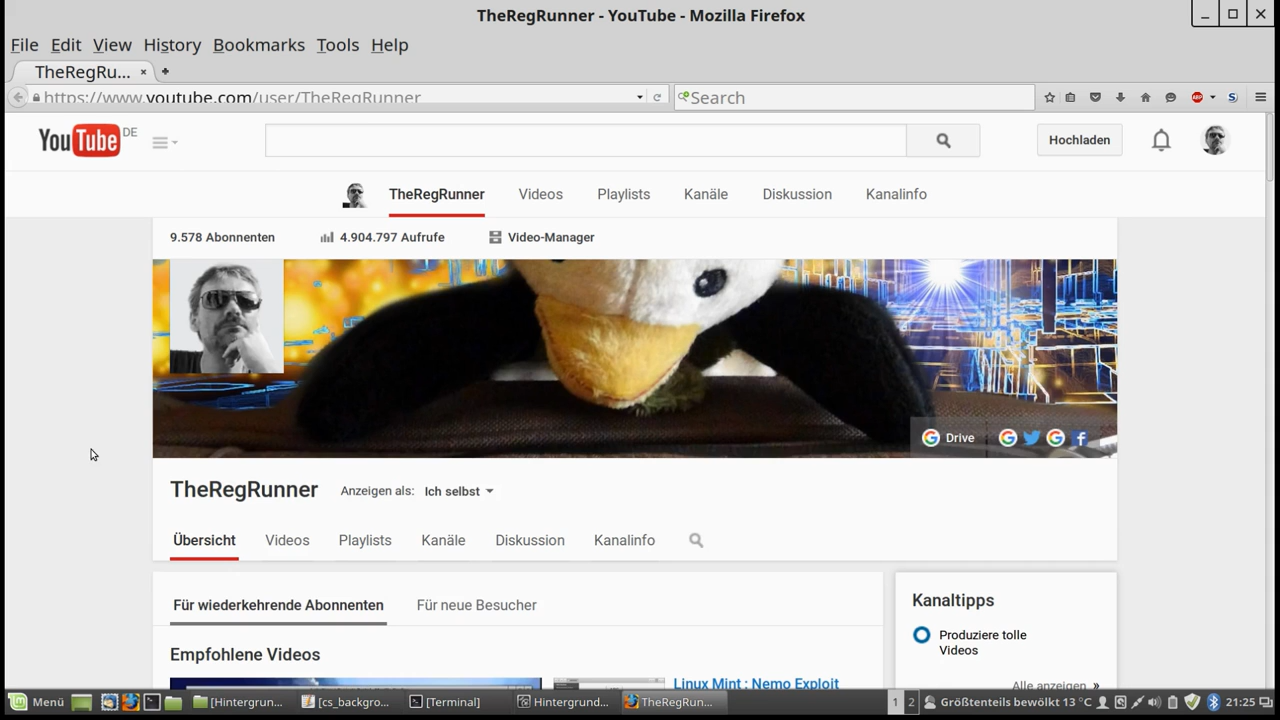 TheRegRunner - YouTube - Mozilla Firefox
File Edit View History Bookmarks Tools Help
TheRegRu...
https://www.youtube.com/user/TheRegRunner
Search
YouTube DE
Hochladen
TheRegRunner Videos Playlists Kanäle Diskussion Kanalinfo
9.578 Abonnenten 4.904.797 Aufrufe Video-Manager
Drive
TheRegRunner Anzeigen als: Ich selbst
Übersicht Videos Playlists Kanäle Diskussion Kanalinfo
Für wiederkehrende Abonnenten Für neue Besucher
Kanaltipps
Produziere tolle
Videos
Empfohlene Videos
Linux Mint : Nemo Exploit
Alle anzeigen »
Menü [Hintergrun... [cs_backgro... [Terminal] Hintergrund... TheRegRun... 1 2 Größtenteils bewölkt 13 °C 21:25